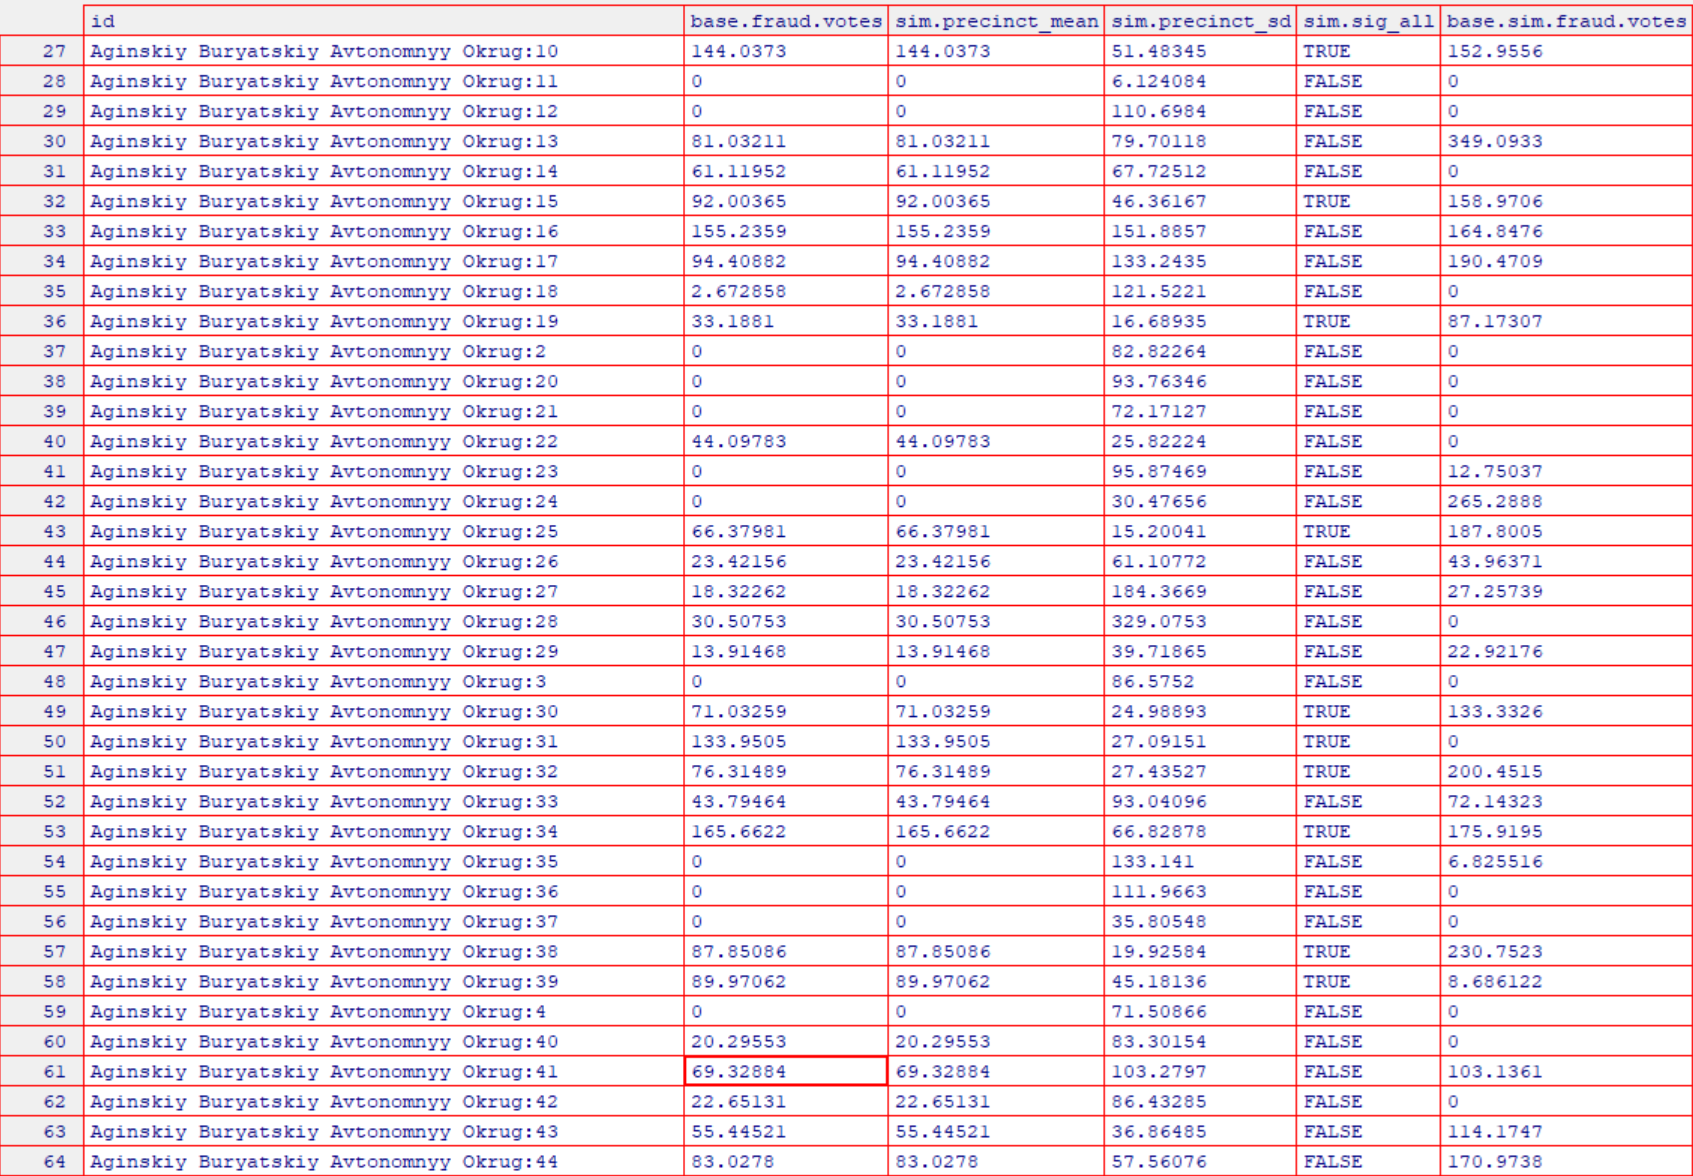 id base.fraud.votes sim.precinct_mean sim.precinct_sd sim.sig_all base.sim.fraud.votes
27 Aginskiy Buryatskiy Avtonomnyy Okrug:10 144.0373 144.0373 51.48345 TRUE 152.9556
28 Aginskiy Buryatskiy Avtonomnyy Okrug:11 0 0 6.124084 FALSE 0
29 Aginskiy Buryatskiy Avtonomnyy Okrug:12 0 0 110.6984 FALSE 0
30 Aginskiy Buryatskiy Avtonomnyy Okrug:13 81.03211 81.03211 79.70118 FALSE 349.0933
31 Aginskiy Buryatskiy Avtonomnyy Okrug:14 61.11952 61.11952 67.72512 FALSE 0
32 Aginskiy Buryatskiy Avtonomnyy Okrug:15 92.00365 92.00365 46.36167 TRUE 158.9706
33 Aginskiy Buryatskiy Avtonomnyy Okrug:16 155.2359 155.2359 151.8857 FALSE 164.8476
34 Aginskiy Buryatskiy Avtonomnyy Okrug:17 94.40882 94.40882 133.2435 FALSE 190.4709
35 Aginskiy Buryatskiy Avtonomnyy Okrug:18 2.672858 2.672858 121.5221 FALSE 0
36 Aginskiy Buryatskiy Avtonomnyy Okrug:19 33.1881 33.1881 16.68935 TRUE 87.17307
37 Aginskiy Buryatskiy Avtonomnyy Okrug:2 0 0 82.82264 FALSE 0
38 Aginskiy Buryatskiy Avtonomnyy Okrug:20 0 0 93.76346 FALSE 0
39 Aginskiy Buryatskiy Avtonomnyy Okrug:21 0 0 72.17127 FALSE 0
40 Aginskiy Buryatskiy Avtonomnyy Okrug:22 44.09783 44.09783 25.82224 FALSE 0
41 Aginskiy Buryatskiy Avtonomnyy Okrug:23 0 0 95.87469 FALSE 12.75037
42 Aginskiy Buryatskiy Avtonomnyy Okrug:24 0 0 30.47656 FALSE 265.2888
43 Aginskiy Buryatskiy Avtonomnyy Okrug:25 66.37981 66.37981 15.20041 TRUE 187.8005
44 Aginskiy Buryatskiy Avtonomnyy Okrug:26 23.42156 23.42156 61.10772 FALSE 43.96371
45 Aginskiy Buryatskiy Avtonomnyy Okrug:27 18.32262 18.32262 184.3669 FALSE 27.25739
46 Aginskiy Buryatskiy Avtonomnyy Okrug:28 30.50753 30.50753 329.0753 FALSE 0
47 Aginskiy Buryatskiy Avtonomnyy Okrug:29 13.91468 13.91468 39.71865 FALSE 22.92176
48 Aginskiy Buryatskiy Avtonomnyy Okrug:3 0 0 86.5752 FALSE 0
49 Aginskiy Buryatskiy Avtonomnyy Okrug:30 71.03259 71.03259 24.98893 TRUE 133.3326
50 Aginskiy Buryatskiy Avtonomnyy Okrug:31 133.9505 133.9505 27.09151 TRUE 0
51 Aginskiy Buryatskiy Avtonomnyy Okrug:32 76.31489 76.31489 27.43527 TRUE 200.4515
52 Aginskiy Buryatskiy Avtonomnyy Okrug:33 43.79464 43.79464 93.04096 FALSE 72.14323
53 Aginskiy Buryatskiy Avtonomnyy Okrug:34 165.6622 165.6622 66.82878 TRUE 175.9195
54 Aginskiy Buryatskiy Avtonomnyy Okrug:35 0 0 133.141 FALSE 6.825516
55 Aginskiy Buryatskiy Avtonomnyy Okrug:36 0 0 111.9663 FALSE 0
56 Aginskiy Buryatskiy Avtonomnyy Okrug:37 0 0 35.80548 FALSE 0
57 Aginskiy Buryatskiy Avtonomnyy Okrug:38 87.85086 87.85086 19.92584 TRUE 230.7523
58 Aginskiy Buryatskiy Avtonomnyy Okrug:39 89.97062 89.97062 45.18136 TRUE 8.686122
59 Aginskiy Buryatskiy Avtonomnyy Okrug:4 0 0 71.50866 FALSE 0
60 Aginskiy Buryatskiy Avtonomnyy Okrug:40 20.29553 20.29553 83.30154 FALSE 0
61 Aginskiy Buryatskiy Avtonomnyy Okrug:41 69.32884 69.32884 103.2797 FALSE 103.1361
62 Aginskiy Buryatskiy Avtonomnyy Okrug:42 22.65131 22.65131 86.43285 FALSE 0
63 Aginskiy Buryatskiy Avtonomnyy Okrug:43 55.44521 55.44521 36.86485 FALSE 114.1747
64 Aginskiy Buryatskiy Avtonomnyy Okrug:44 83.0278 83.0278 57.56076 FALSE 170.9738